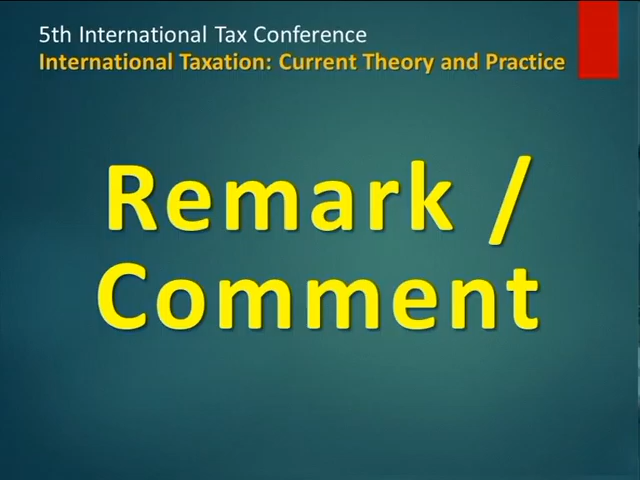 5th International Tax Conference
International Taxation: Current Theory and Practice
Remark /
Comment